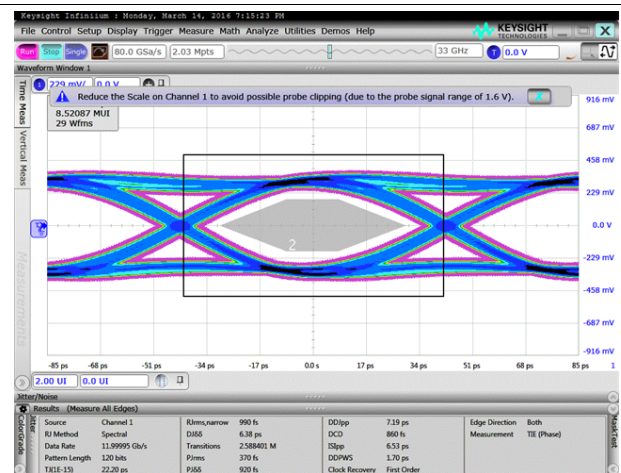 Keysight Infiniium : Monday, March 14, 2016 7:15:23 PM
File Control Setup Display Trigger Measure Math Analyze Utilities Demos Help
KEYSIGHT
TECHNOLOGIES
Run Stop Single 80.0 GSa/s 2.03 Mpts 33 GHz T 0.0 V
Waveform Window 1
Time Meas
Vertical Meas
Measurements
1 229 mV/ 0.0 V
Reduce the Scale on Channel 1 to avoid possible probe clipping (due to the probe signal range of 1.6 V).
8.52087 MUI
29 Wfms
916 mV
687 mV
458 mV
229 mV
0.0 V
-229 mV
-458 mV
-687 mV
-916 mV
2
-85 ps -68 ps -51 ps -34 ps -17 ps 0.0 s 17 ps 34 ps 51 ps 68 ps 85 ps 1
2.00 UI 0.0 UI
Jitter/Noise
Results (Measure All Edges)
ColorGrade
Jitter
MaskTest
Source Channel 1 RJrms,narrow 990 fs DDJpp 7.19 ps Edge Direction Both
RJ Method Spectral DJδδ 6.38 ps DCD 860 fs Measurement TIE (Phase)
Data Rate 11.99995 Gb/s Transitions 2.588401 M ISIpp 6.53 ps
Pattern Length 120 bits PJrms 370 fs DDPWS 1.70 ps
TJ(1E-15) 22.20 ps PJδδ 920 fs Clock Recovery First Order